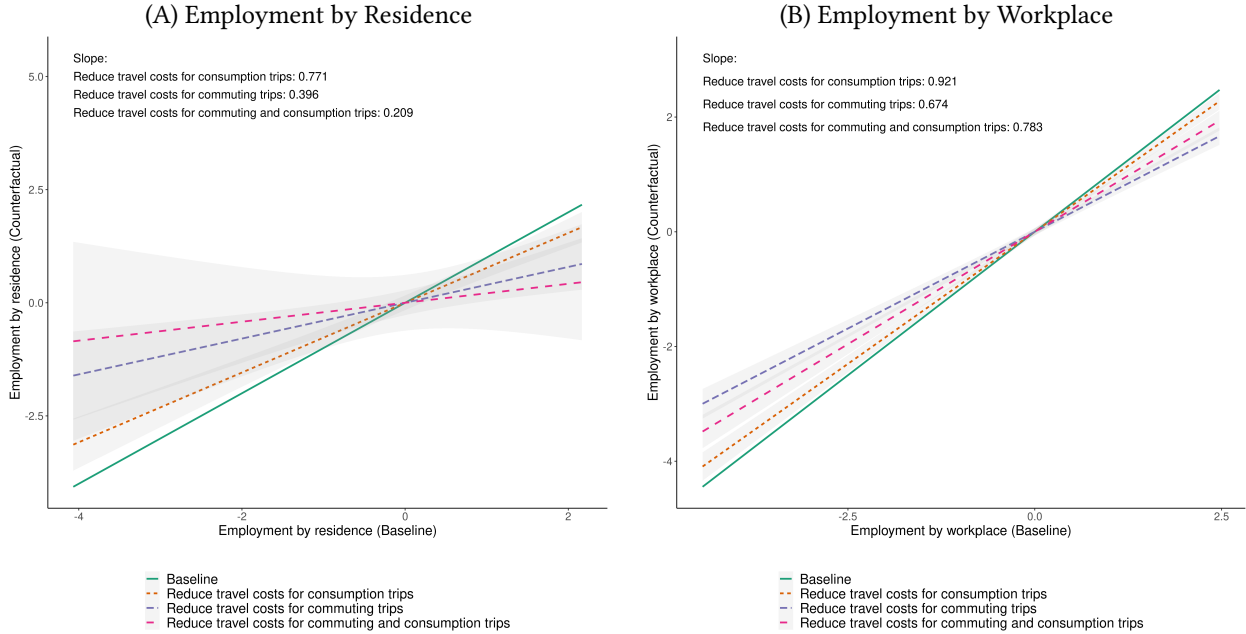 (A) Employment by Residence
Slope:
Reduce travel costs for consumption trips: 0.771
Reduce travel costs for commuting trips: 0.396
Reduce travel costs for commuting and consumption trips: 0.209
5.0
2.5
0.0
-2.5
Employment by residence (Counterfactual)
-4
-2
0
2
Employment by residence (Baseline)
Baseline
Reduce travel costs for consumption trips
Reduce travel costs for commuting trips
Reduce travel costs for commuting and consumption trips
(B) Employment by Workplace
Slope:
Reduce travel costs for consumption trips: 0.921
Reduce travel costs for commuting trips: 0.674
Reduce travel costs for commuting and consumption trips: 0.783
2
0
-2
-4
Employment by workplace (Counterfactual)
-2.5
0.0
2.5
Employment by workplace (Baseline)
Baseline
Reduce travel costs for consumption trips
Reduce travel costs for commuting trips
Reduce travel costs for commuting and consumption trips